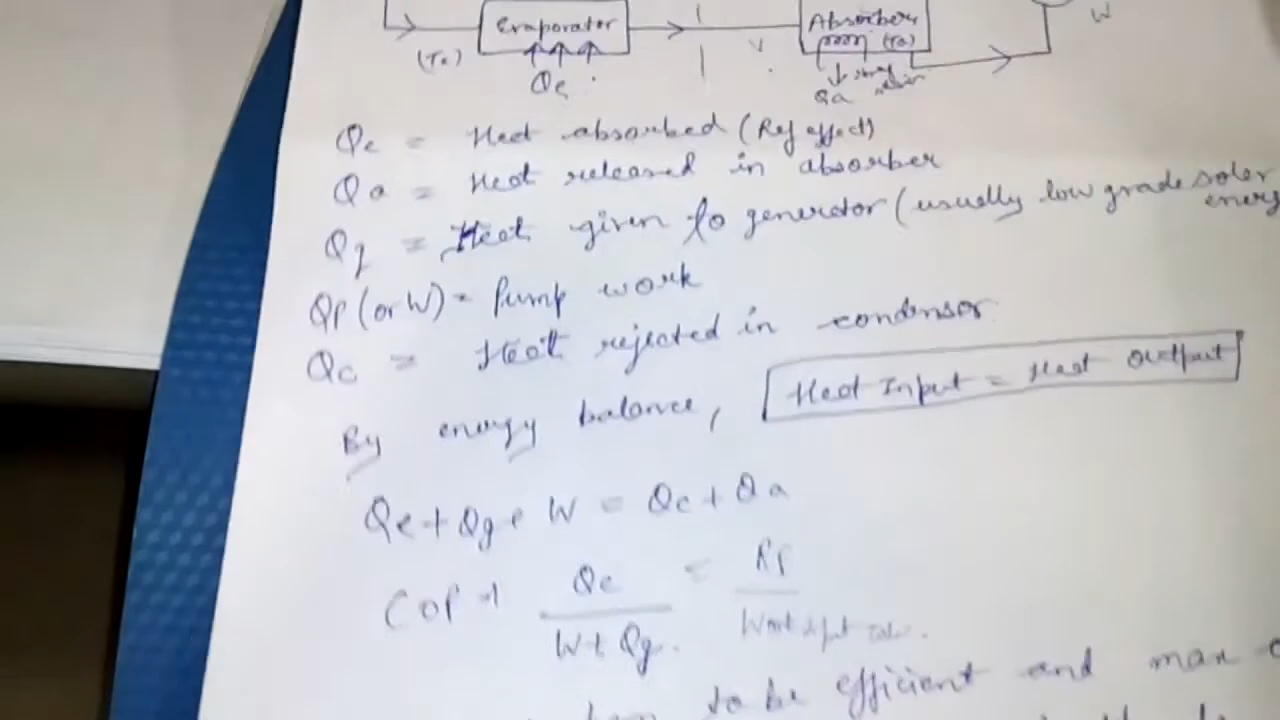 Evaporator
Absorber
W
(Te)
(Ta)
Qe
Qa
Qe = Heat absorbed (Ref effect)
Qa = Heat released in absorber
Qg = Heat given to generator (usually low grade solar
energy
QP (or W) = Pump work
Qc = Heat rejected in condensor
By energy balance, Heat Input = Heat Output
Qe + Qg + W = Qc + Qa
COP = Qe = RE
W + Qg.
to be efficient and max